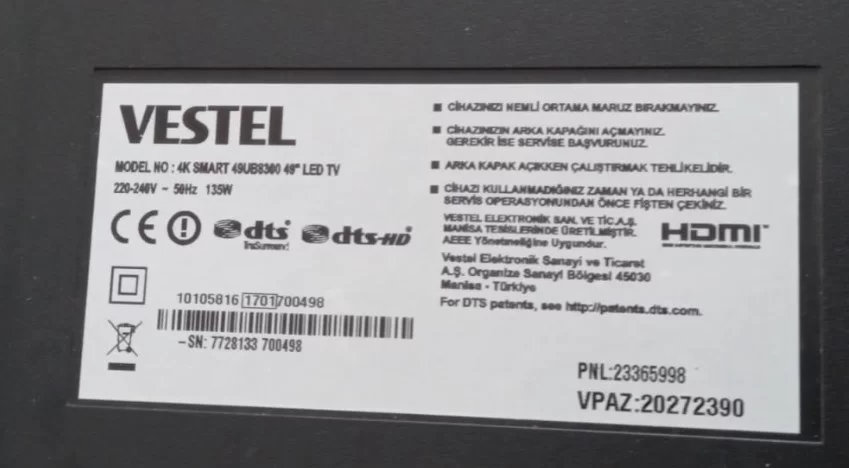 VESTEL
MODEL NO : 4K SMART 49UB8300 49" LED TV
220-240V ~ 50Hz 135W
CE
dts
TruSurround
dts-HD
10105816 1701 700498
-SN: 7728133 700498
■ CİHAZINIZI NEMLİ ORTAMA MARUZ BIRAKMAYINIZ.
■ CİHAZINIZIN ARKA KAPAĞINI AÇMAYINIZ.
GEREKİR İSE SERVİSE BAŞVURUNUZ.
■ ARKA KAPAK AÇIKKEN ÇALIŞTIRMAK TEHLİKELİDİR.
■ CİHAZI KULLANMADIĞINIZ ZAMAN YA DA HERHANGİ BİR
SERVİS OPERASYONUNDAN ÖNCE FİŞTEN ÇEKİNİZ.
VESTEL ELEKTRONİK SAN. VE TİC.A.Ş.
MANİSA TESİSLERİNDE ÜRETİLMİŞTİR.
AEEE Yönetmeliğine Uygundur.
HDMI
Vestel Elektronik Sanayi ve Ticaret
A.Ş. Organize Sanayi Bölgesi 45030
Manisa - Türkiye
For DTS patents, see http://patents.dts.com.
PNL:23365998
VPAZ:20272390